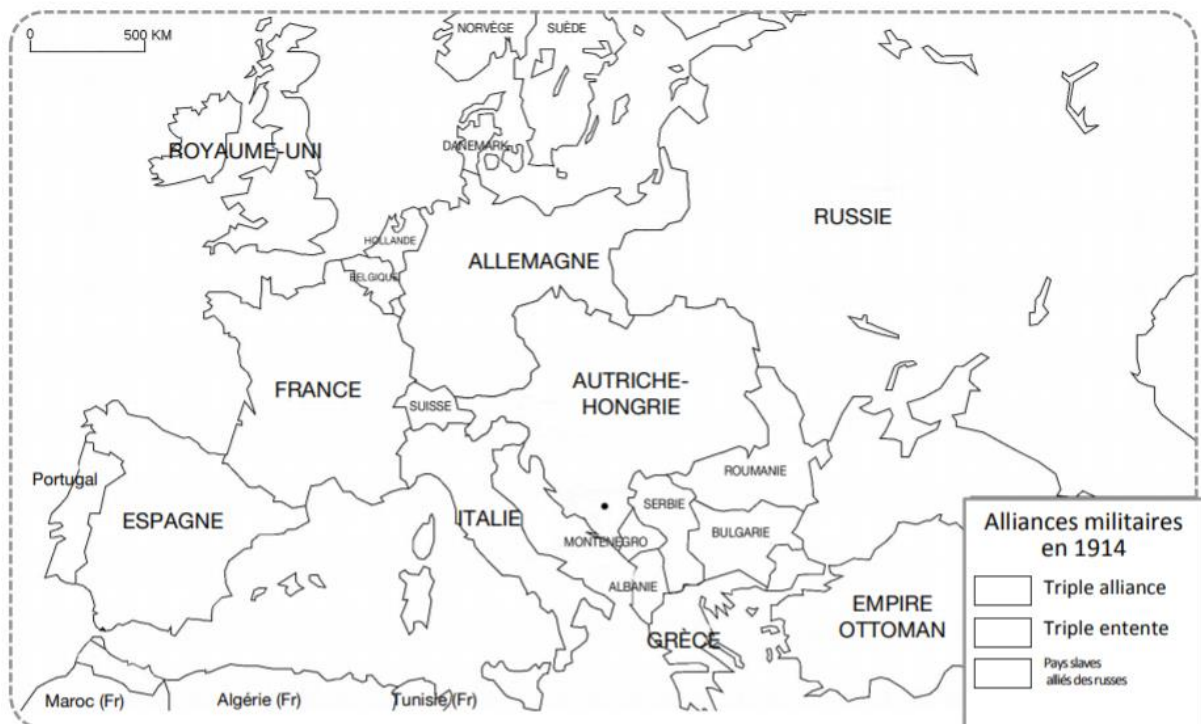 0 500 KM
NORVÈGE
SUÈDE
ROYAUME-UNI
DANEMARK
RUSSIE
HOLLANDE
ALLEMAGNE
BELGIQUE
FRANCE
AUTRICHE-
HONGRIE
SUISSE
Portugal
ROUMANIE
ESPAGNE
ITALIE
SERBIE
BULGARIE
MONTENEGRO
ALBANIE
EMPIRE
OTTOMAN
GRÈCE
Maroc (Fr)
Algérie (Fr)
Tunisie (Fr)
Alliances militaires
en 1914
Triple alliance
Triple entente
Pays slaves
alliés des russes